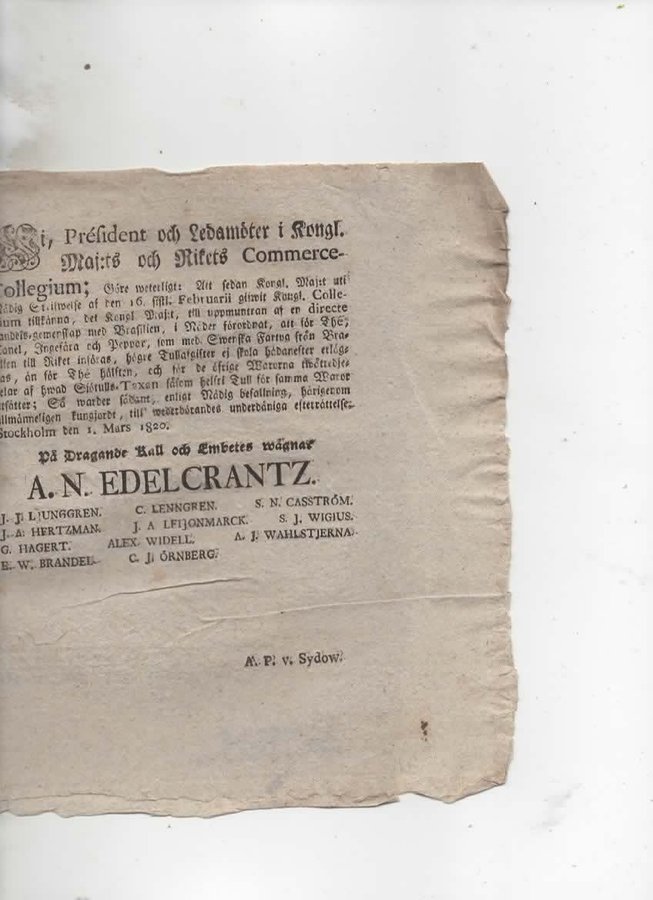 Wi, Président och Ledamöter i Kongl.
Maj:ts och Rikets Commerce-
Collegium; Göre weterligt: Att sedan Kongl. Maj:t uti
Nådig Skrifwelse af den 16. sistl. Februarii gifwit Kongl. Colle-
gium tillkänna, det Kongl Maj:t, till uppmuntran af en directe
handels-gemenskap med Brasilien, i Nåder förordnat, att för Thé,
Canel, Ingefära och Peppar, som med Swenska Fartyg från Bra-
silien till Riket införas, högre Tullafgifter ej skola hädanefter erläg-
gas, än för Thé hälften, och för de öfrige Warorna twåttredje-
delar af hwad Sjötulls-Taxan såsom helfet Tull för samma Waror
utsätter; Så warder sådant, enligt Nådig befallning, härigenom
allmänneligen kungjordt, till wederbörandes underdåniga efterrättelse.
Stockholm den 1. Mars 1820.
På Dragande Kall och Embetes wägnar
A. N. EDELCRANTZ.
J. J. LJUNGGREN. C. LENNGREN. S. N. CASSTRÖM.
J. A. HERTZMAN. J. A LEIJONMARCK. S. J. WIGIUS.
G. HAGERT. ALEX. WIDELL. A. J. WAHLSTJERNA.
E. W. BRANDEL. C. J. ÖRNBERG.
A. P. v. Sydow.